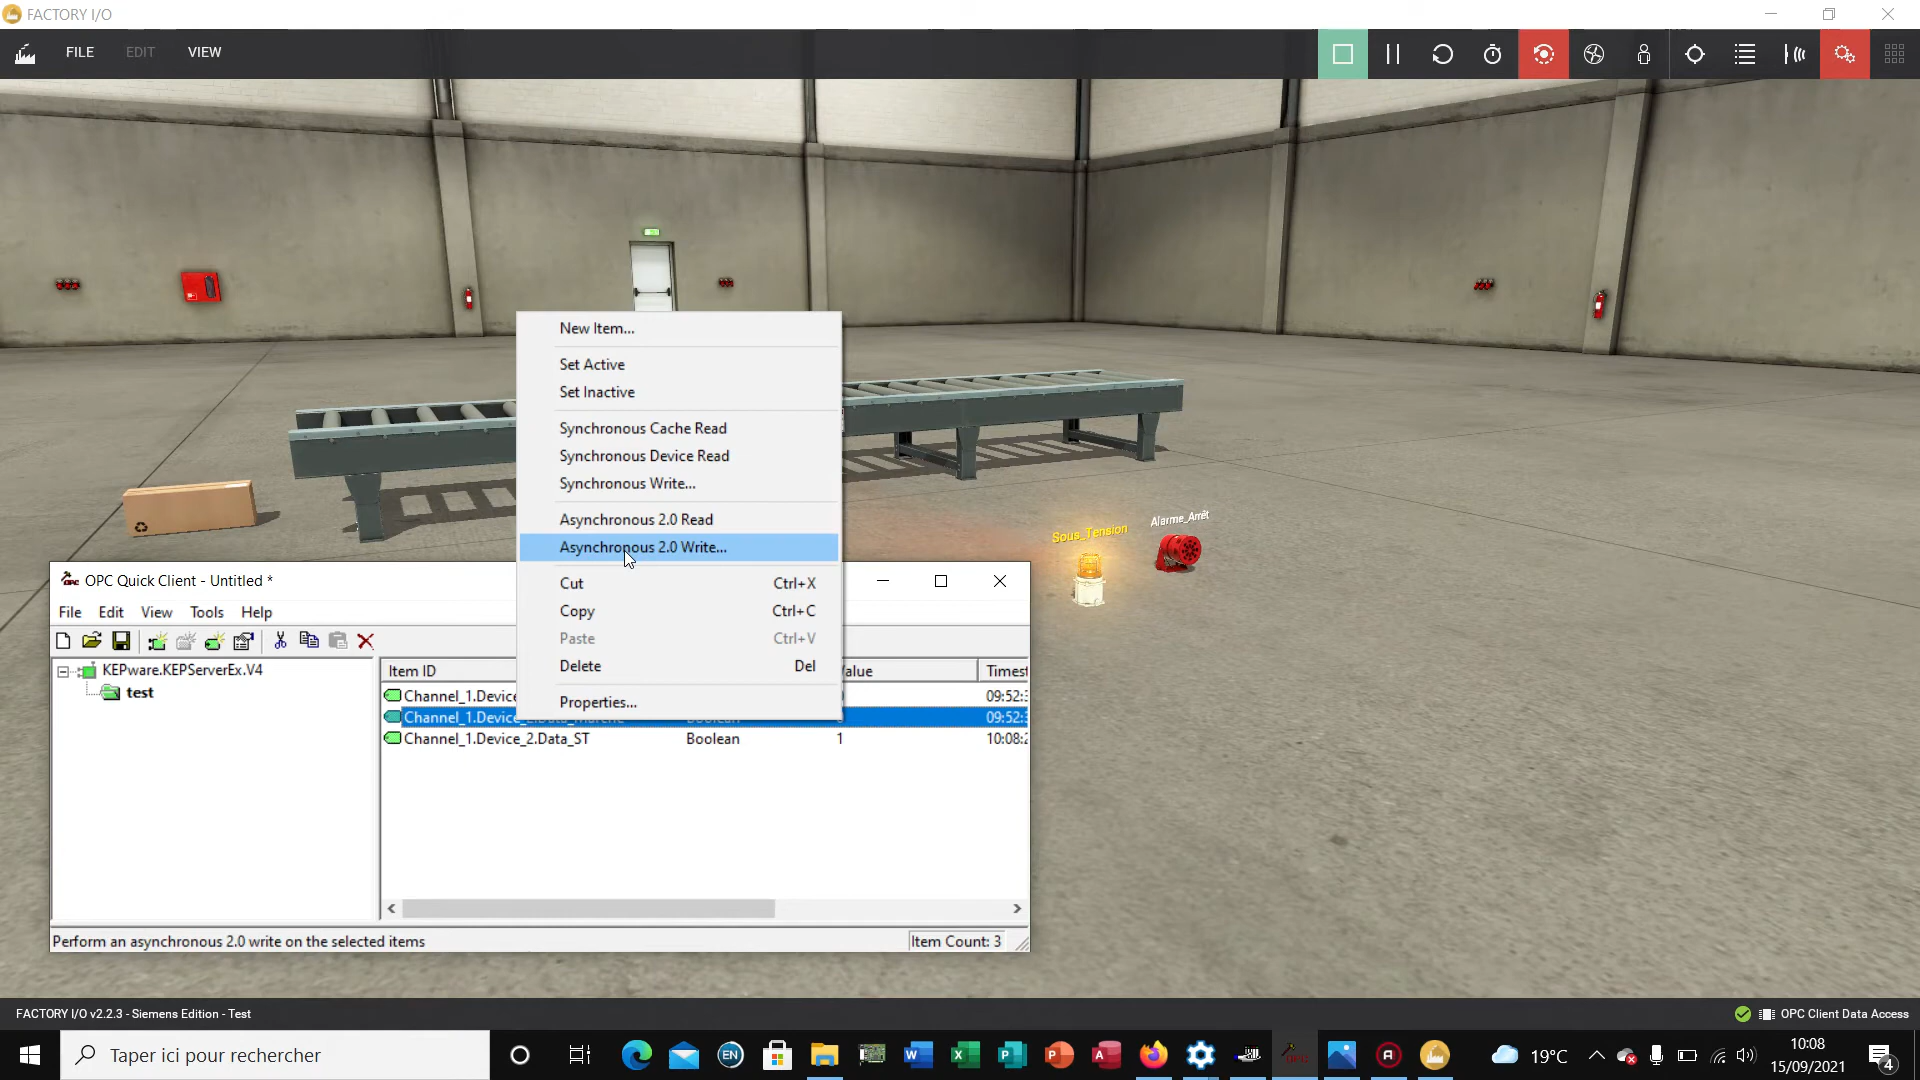 FACTORY I/O
FILE EDIT VIEW
New Item...
Set Active
Set Inactive
Synchronous Cache Read
Synchronous Device Read
Synchronous Write...
Asynchronous 2.0 Read
Asynchronous 2.0 Write...
Cut Ctrl+X
Copy Ctrl+C
Paste Ctrl+V
Delete Del
Properties...
Sous_Tension
Alarme_Arrêt
OPC Quick Client - Untitled *
File Edit View Tools Help
KEPware.KEPServerEx.V4
test
Item ID
Channel_1.Device 09:52:
Channel_1.Device 09:52:
Channel_1.Device_2.Data_ST Boolean 1 10:08:2
Perform an asynchronous 2.0 write on the selected items
Item Count: 3
FACTORY I/O v2.2.3 - Siemens Edition - Test
OPC Client Data Access
Taper ici pour rechercher
19°C
10:08
15/09/2021
4